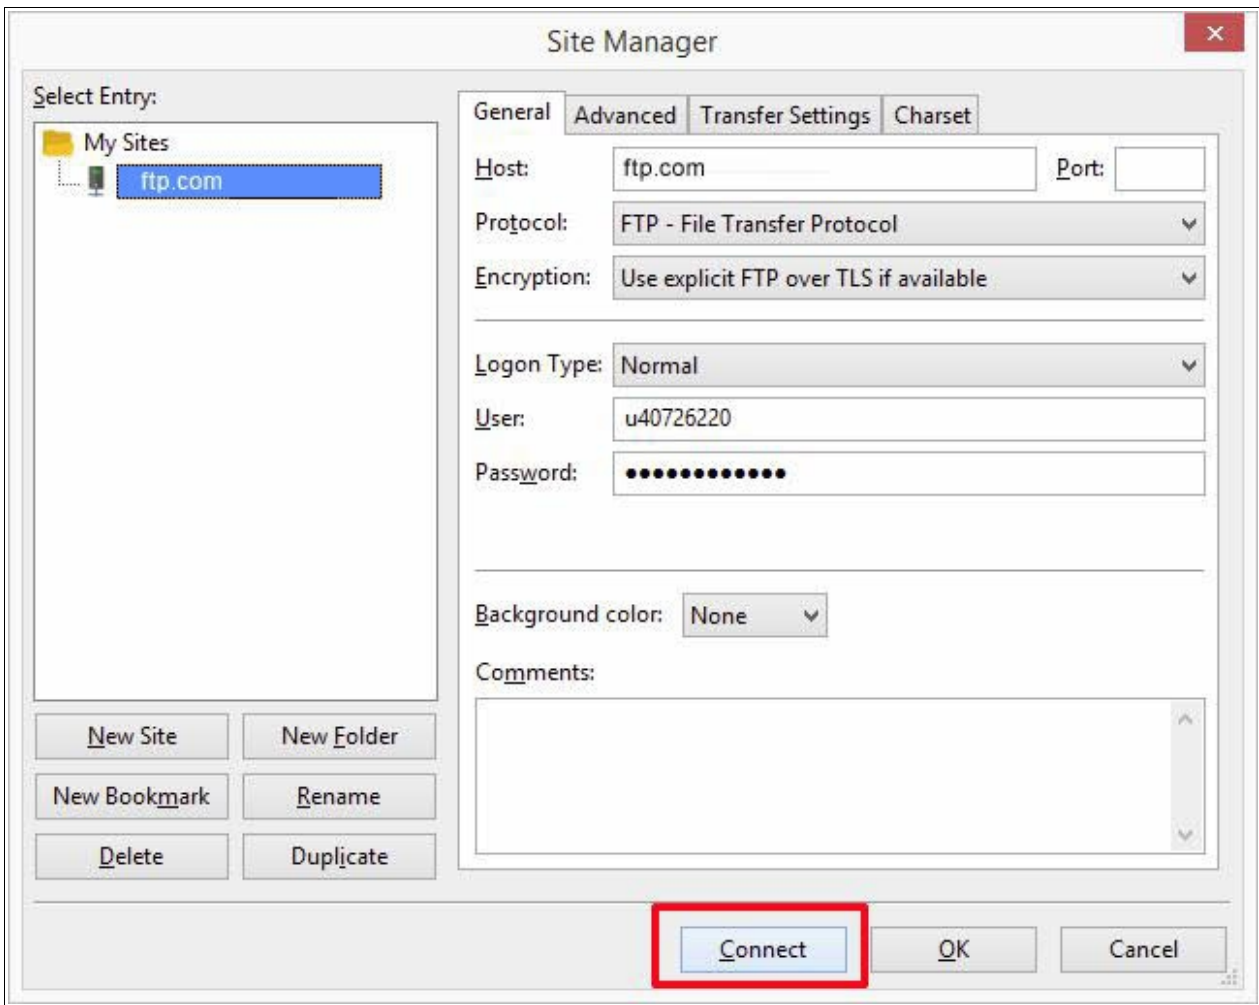 Site Manager
Select Entry:
My Sites
ftp.com
New Site
New Folder
New Bookmark
Rename
Delete
Duplicate
General
Advanced
Transfer Settings
Charset
Host:
ftp.com
Port:
Protocol:
FTP - File Transfer Protocol
Encryption:
Use explicit FTP over TLS if available
Logon Type:
Normal
User:
u40726220
Password:
●●●●●●●●●●●●
Background color:
None
Comments:
Connect
OK
Cancel